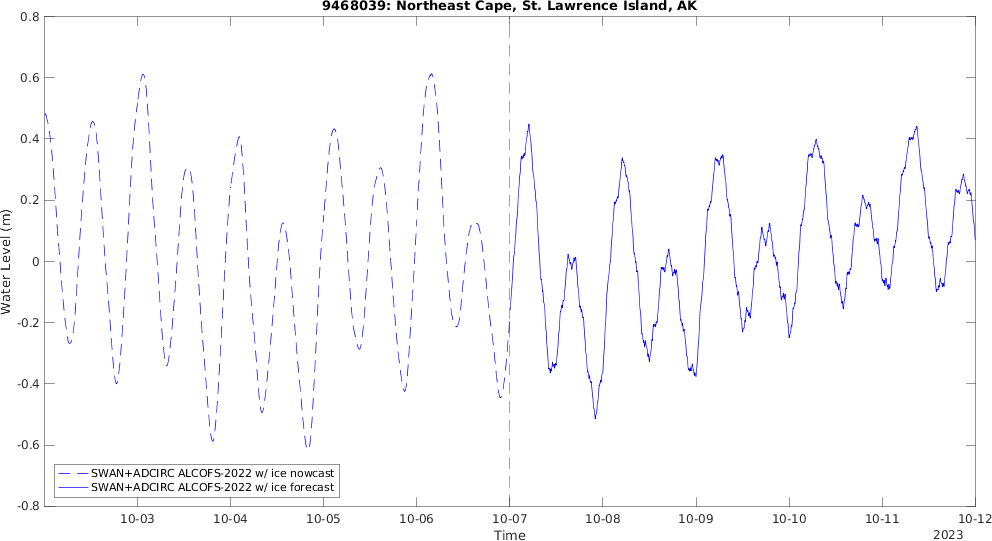 9468039: Northeast Cape, St. Lawrence Island, AK
0.8
0.6
0.4
0.2
0
-0.2
-0.4
-0.6
-0.8
Water Level (m)
SWAN+ADCIRC ALCOFS-2022 w/ ice nowcast
SWAN+ADCIRC ALCOFS-2022 w/ ice forecast
10-03 10-04 10-05 10-06 10-07 10-08 10-09 10-10 10-11 10-12
Time
2023